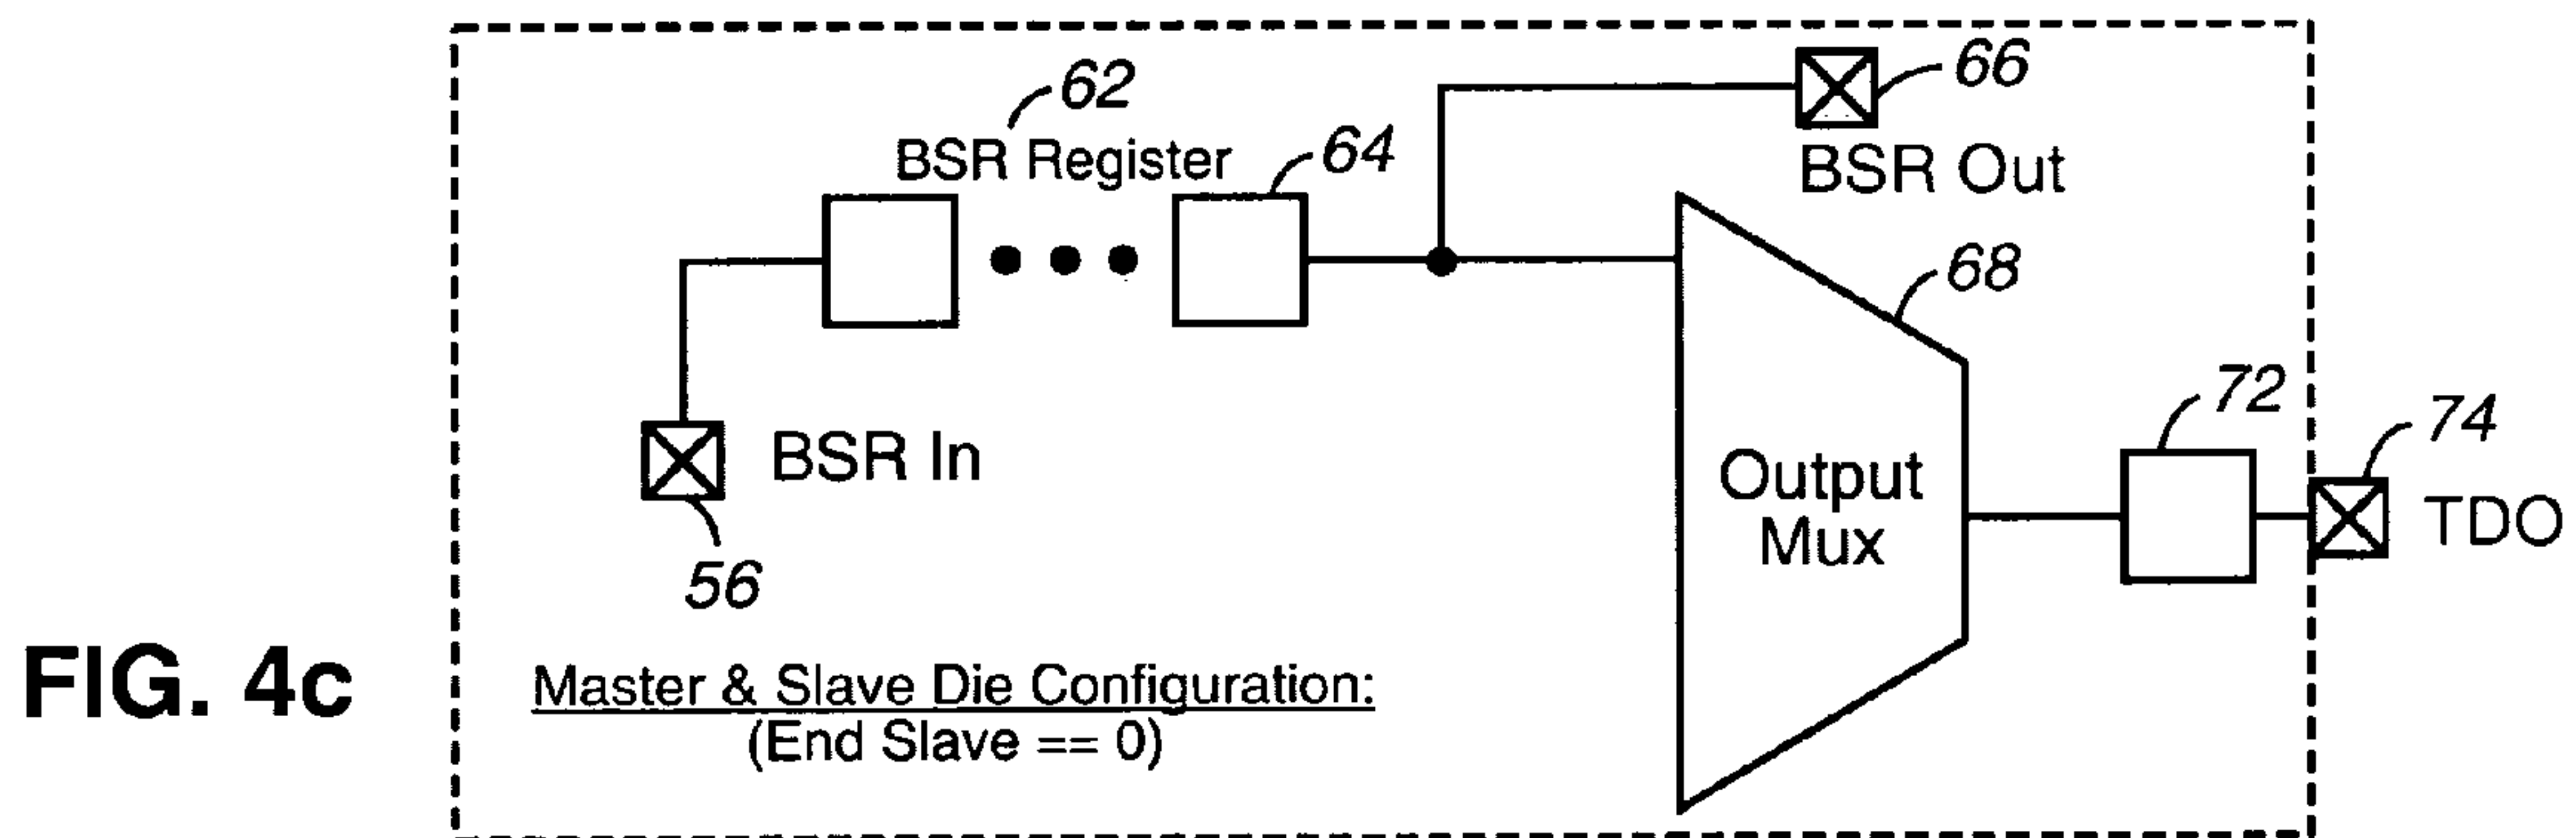 62
66
BSR Register
64
BSR Out
68
BSR In
72
74
Output
Mux
TDO
56
FIG. 4c
Master & Slave Die Configuration:
(End Slave == 0)